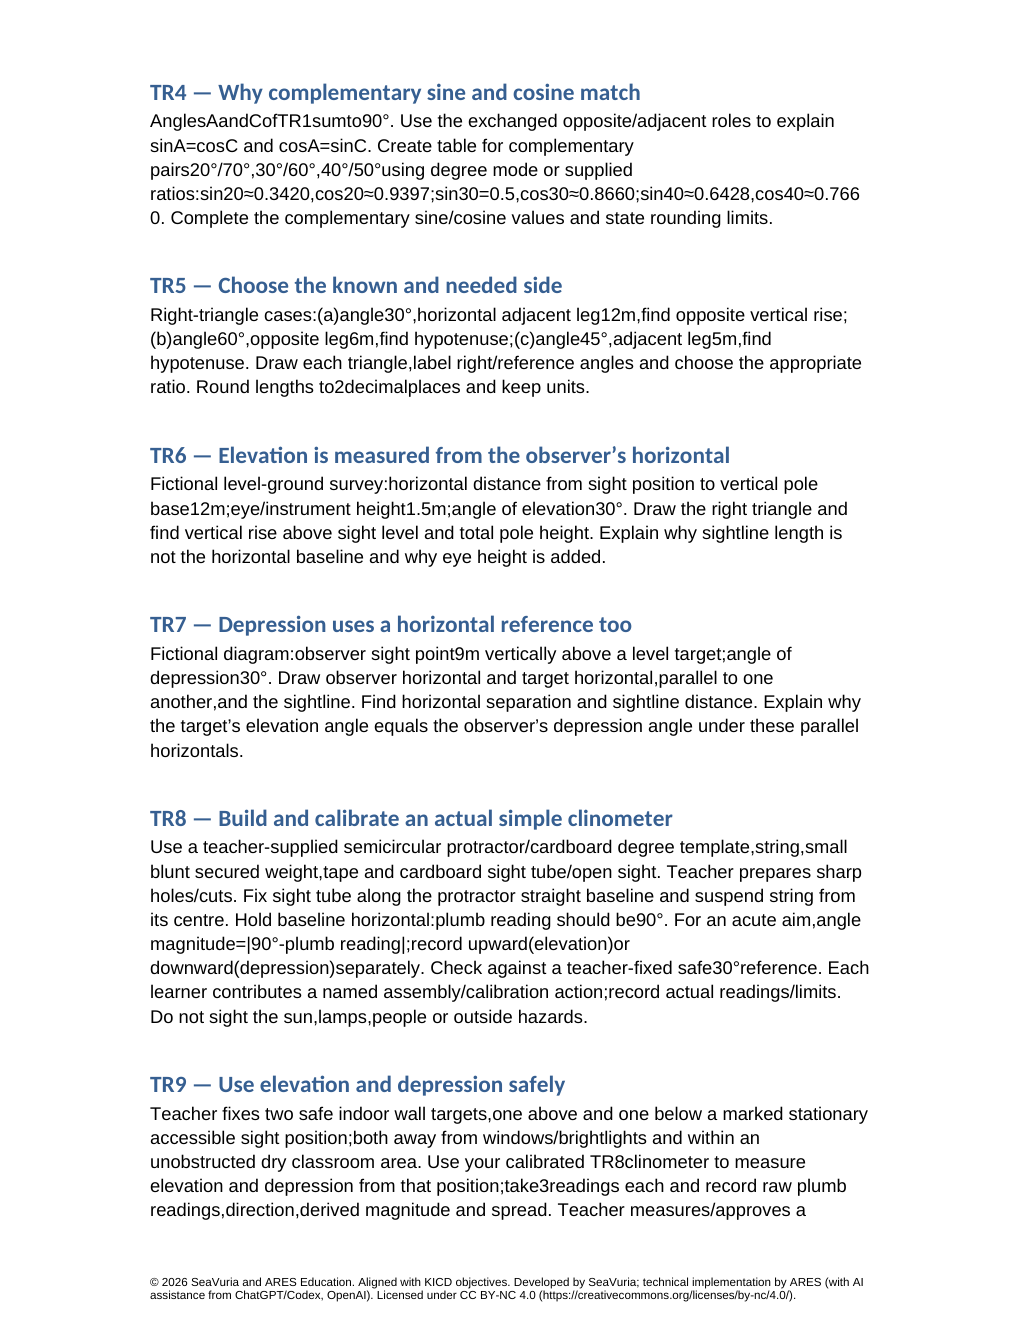 TR4 — Why complementary sine and cosine match
AnglesAandCofTR1sumto90°. Use the exchanged opposite/adjacent roles to explain
sinA=cosC and cosA=sinC. Create table for complementary
pairs20°/70°,30°/60°,40°/50°using degree mode or supplied
ratios:sin20≈0.3420,cos20≈0.9397;sin30=0.5,cos30≈0.8660;sin40≈0.6428,cos40≈0.766
0. Complete the complementary sine/cosine values and state rounding limits.
TR5 — Choose the known and needed side
Right-triangle cases:(a)angle30°,horizontal adjacent leg12m,find opposite vertical rise;
(b)angle60°,opposite leg6m,find hypotenuse;(c)angle45°,adjacent leg5m,find
hypotenuse. Draw each triangle,label right/reference angles and choose the appropriate
ratio. Round lengths to2decimalplaces and keep units.
TR6 — Elevation is measured from the observer’s horizontal
Fictional level-ground survey:horizontal distance from sight position to vertical pole
base12m;eye/instrument height1.5m;angle of elevation30°. Draw the right triangle and
find vertical rise above sight level and total pole height. Explain why sightline length is
not the horizontal baseline and why eye height is added.
TR7 — Depression uses a horizontal reference too
Fictional diagram:observer sight point9m vertically above a level target;angle of
depression30°. Draw observer horizontal and target horizontal,parallel to one
another,and the sightline. Find horizontal separation and sightline distance. Explain why
the target’s elevation angle equals the observer’s depression angle under these parallel
horizontals.
TR8 — Build and calibrate an actual simple clinometer
Use a teacher-supplied semicircular protractor/cardboard degree template,string,small
blunt secured weight,tape and cardboard sight tube/open sight. Teacher prepares sharp
holes/cuts. Fix sight tube along the protractor straight baseline and suspend string from
its centre. Hold baseline horizontal:plumb reading should be90°. For an acute aim,angle
magnitude=|90°-plumb reading|;record upward(elevation)or
downward(depression)separately. Check against a teacher-fixed safe30°reference. Each
learner contributes a named assembly/calibration action;record actual readings/limits.
Do not sight the sun,lamps,people or outside hazards.
TR9 — Use elevation and depression safely
Teacher fixes two safe indoor wall targets,one above and one below a marked stationary
accessible sight position;both away from windows/brightlights and within an
unobstructed dry classroom area. Use your calibrated TR8clinometer to measure
elevation and depression from that position;take3readings each and record raw plumb
readings,direction,derived magnitude and spread. Teacher measures/approves a
© 2026 SeaVuria and ARES Education. Aligned with KICD objectives. Developed by SeaVuria; technical implementation by ARES (with AI
assistance from ChatGPT/Codex, OpenAI). Licensed under CC BY-NC 4.0 (https://creativecommons.org/licenses/by-nc/4.0/).